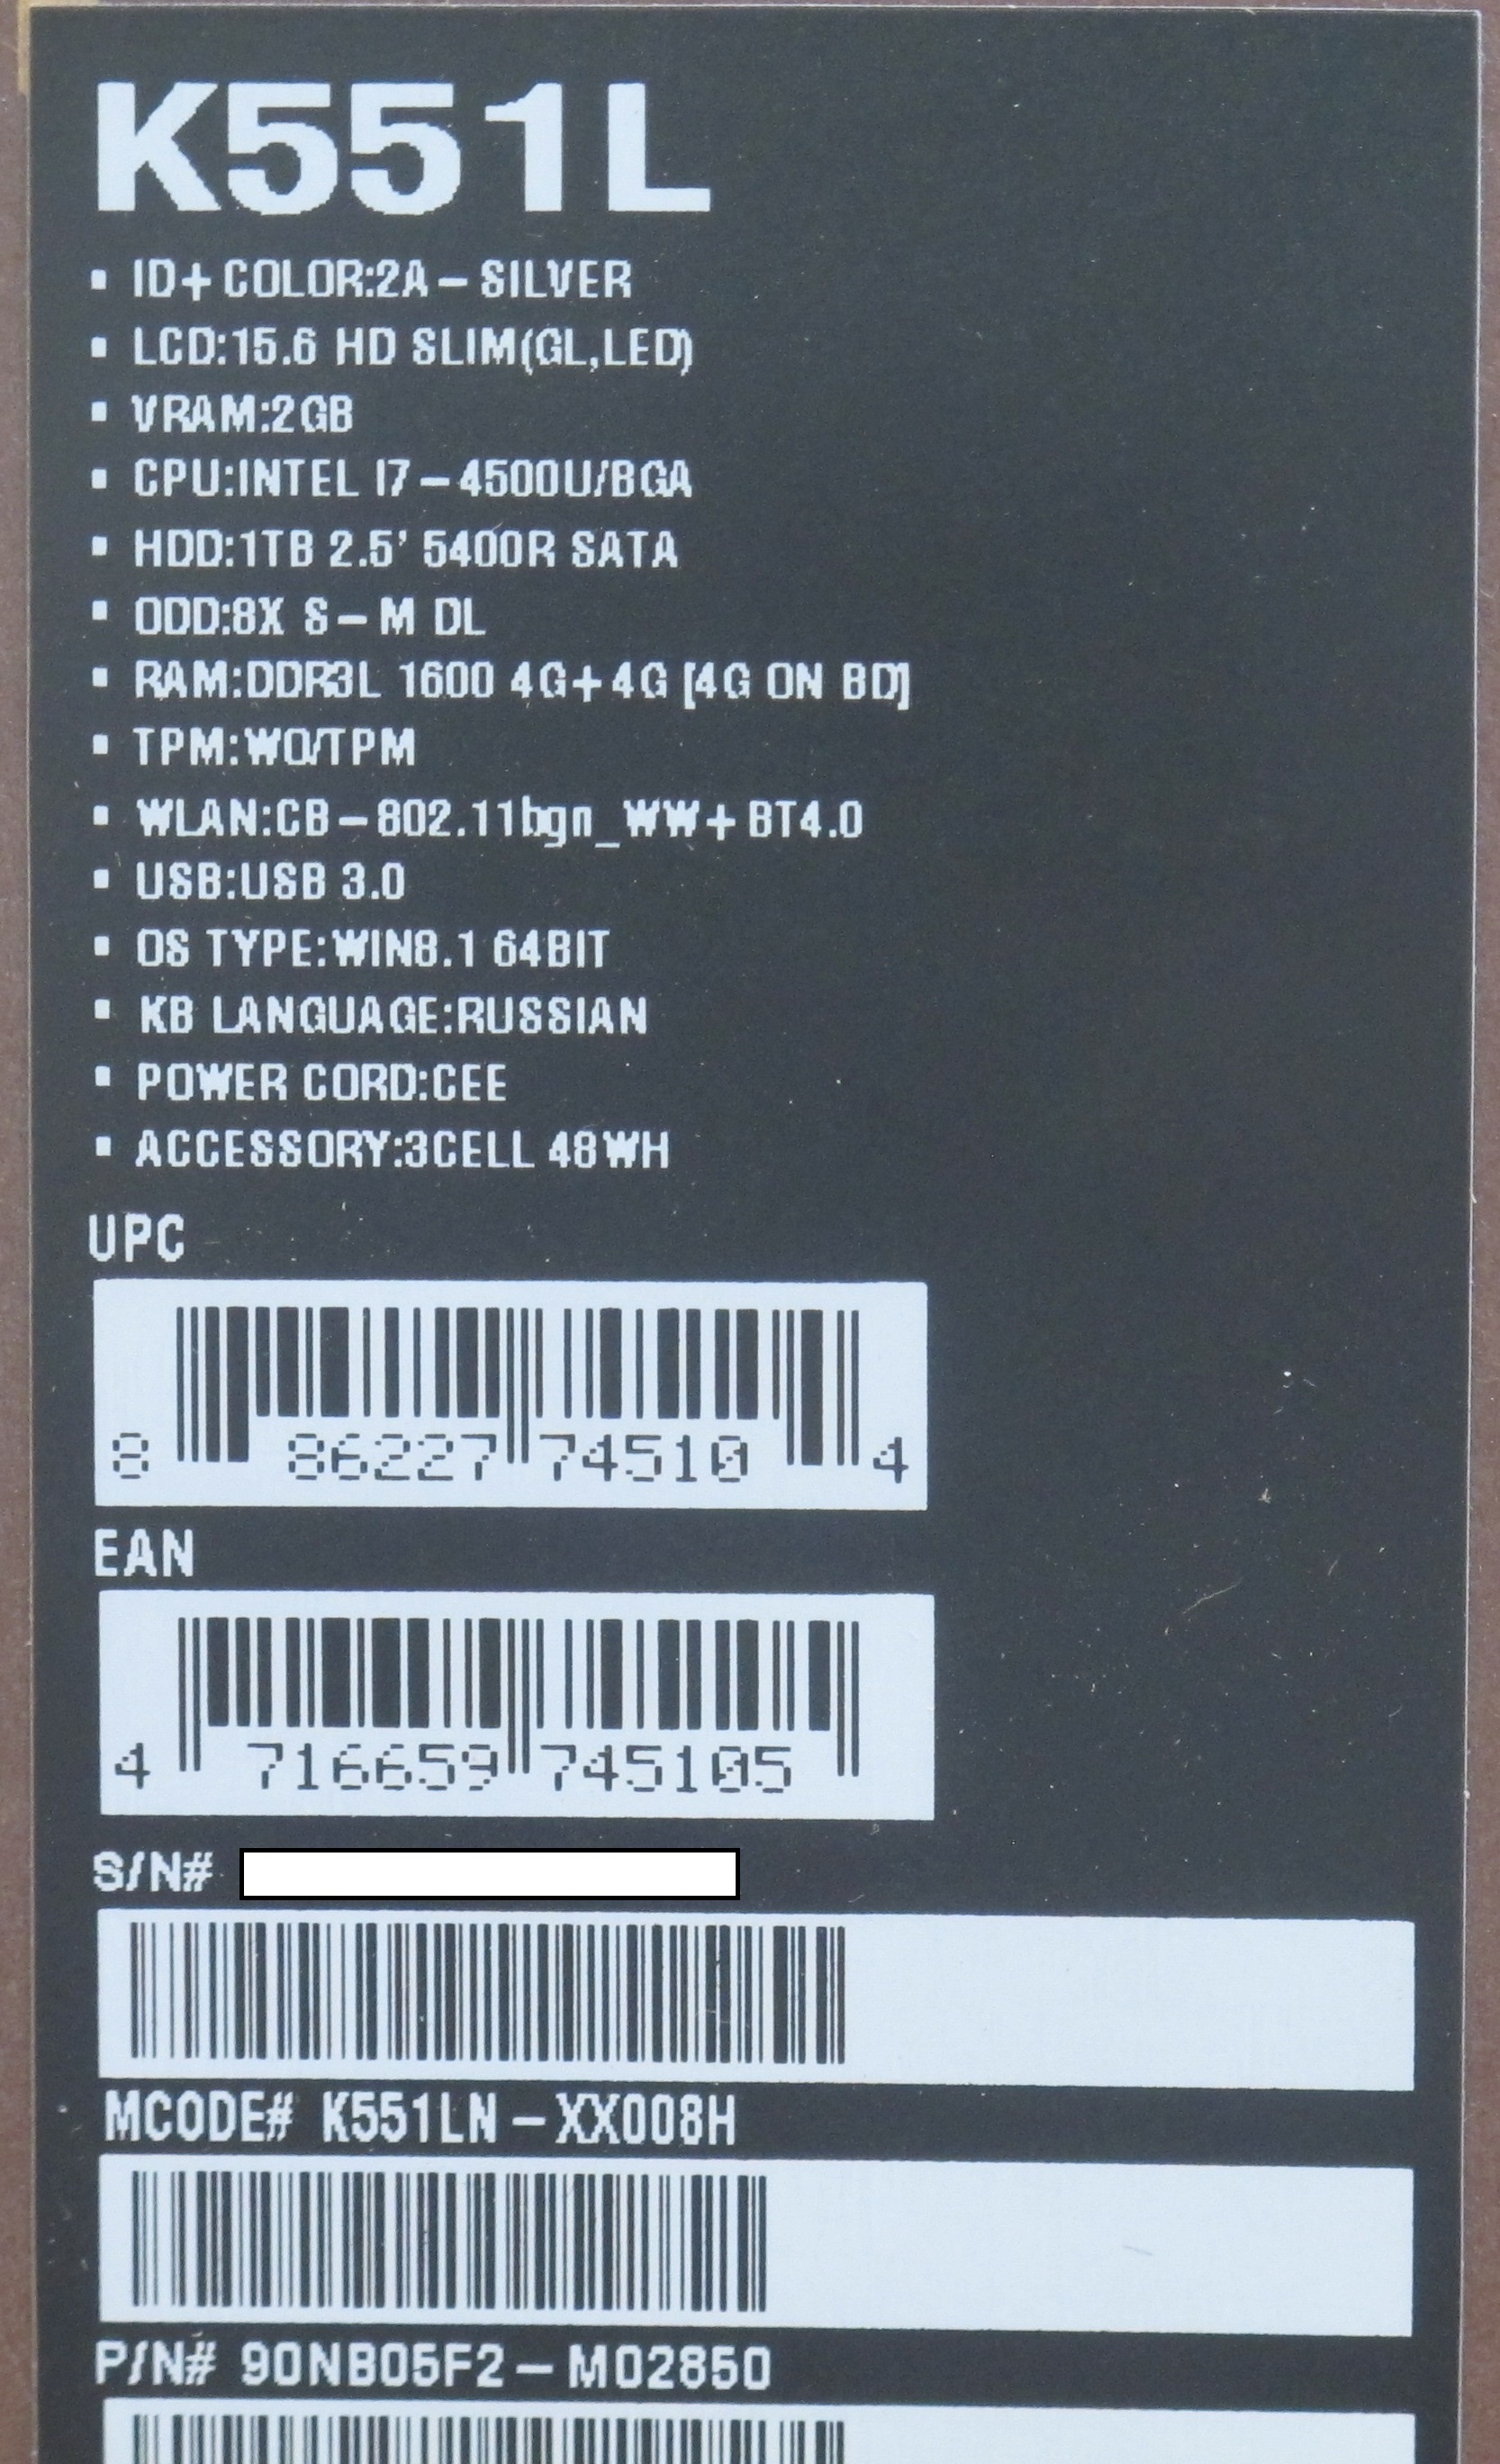 K551L
▪ ID+COLOR:2A-SILVER
▪ LCD:15.6 HD SLIM(GL,LED)
▪ VRAM:2GB
▪ CPU:INTEL I7-4500U/BGA
▪ HDD:1TB 2.5' 5400R SATA
▪ ODD:8X S-M DL
▪ RAM:DDR3L 1600 4G+4G [4G ON BD]
▪ TPM:WO/TPM
▪ WLAN:CB-802.11bgn_WW+BT4.0
▪ USB:USB 3.0
▪ OS TYPE:WIN8.1 64BIT
▪ KB LANGUAGE:RUSSIAN
▪ POWER CORD:CEE
▪ ACCESSORY:3CELL 48WH
UPC
8 86227 74510 4
EAN
4 716659 745105
S/N#
MCODE# K551LN-XX008H
P/N# 90NB05F2-M02850